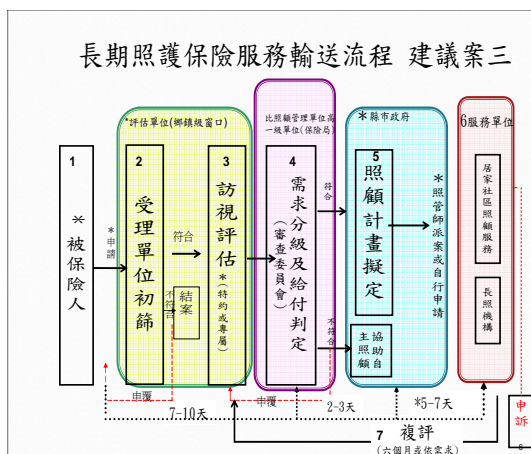 長期照護保險服務輸送流程 建議案三
*評估單位(鄉鎮級窗口)
比照顧管理單位高
一級單位(保險局)
*縣市政府
6服務單位
1
*被保險人
*申請
2
受理單位初篩
符合
不符合
結案
3
訪視評估
*(特約或專屬)
4
需求分級及給付判定
(審查委員會)
符合
不符合
5
照顧計畫擬定
協助自
主照顧
*照管師派案或自行申請
居家社區照顧服務
長照機構
申覆
7-10天
申覆
2-3天
*5-7天
申訴
7 複評
(六個月或依需求)
6